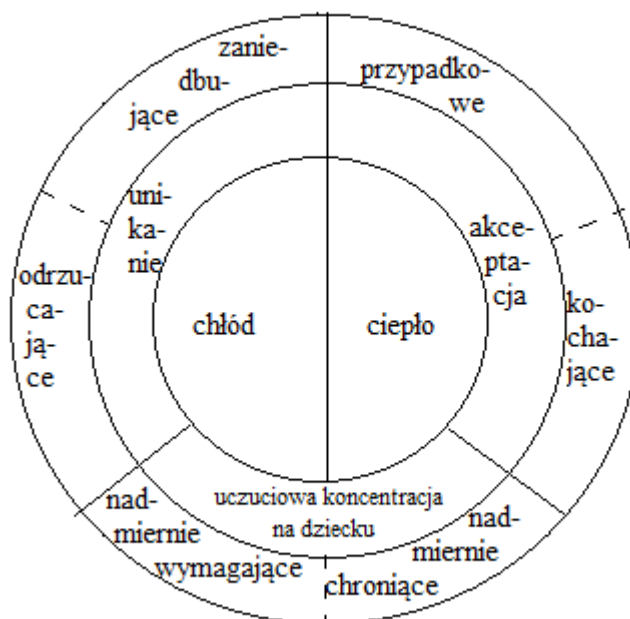 zanie-
dbu-
jące
przypadko-
we
uni-
ka-
nie
akce-
pta-
cja
odrzu-
ca-
ją-
ce
chłód
ciepło
ko-
cha-
jące
uczuciowa koncentracja
na dziecku
nad-
miernie
wymagające
nad-
miernie
chroniące